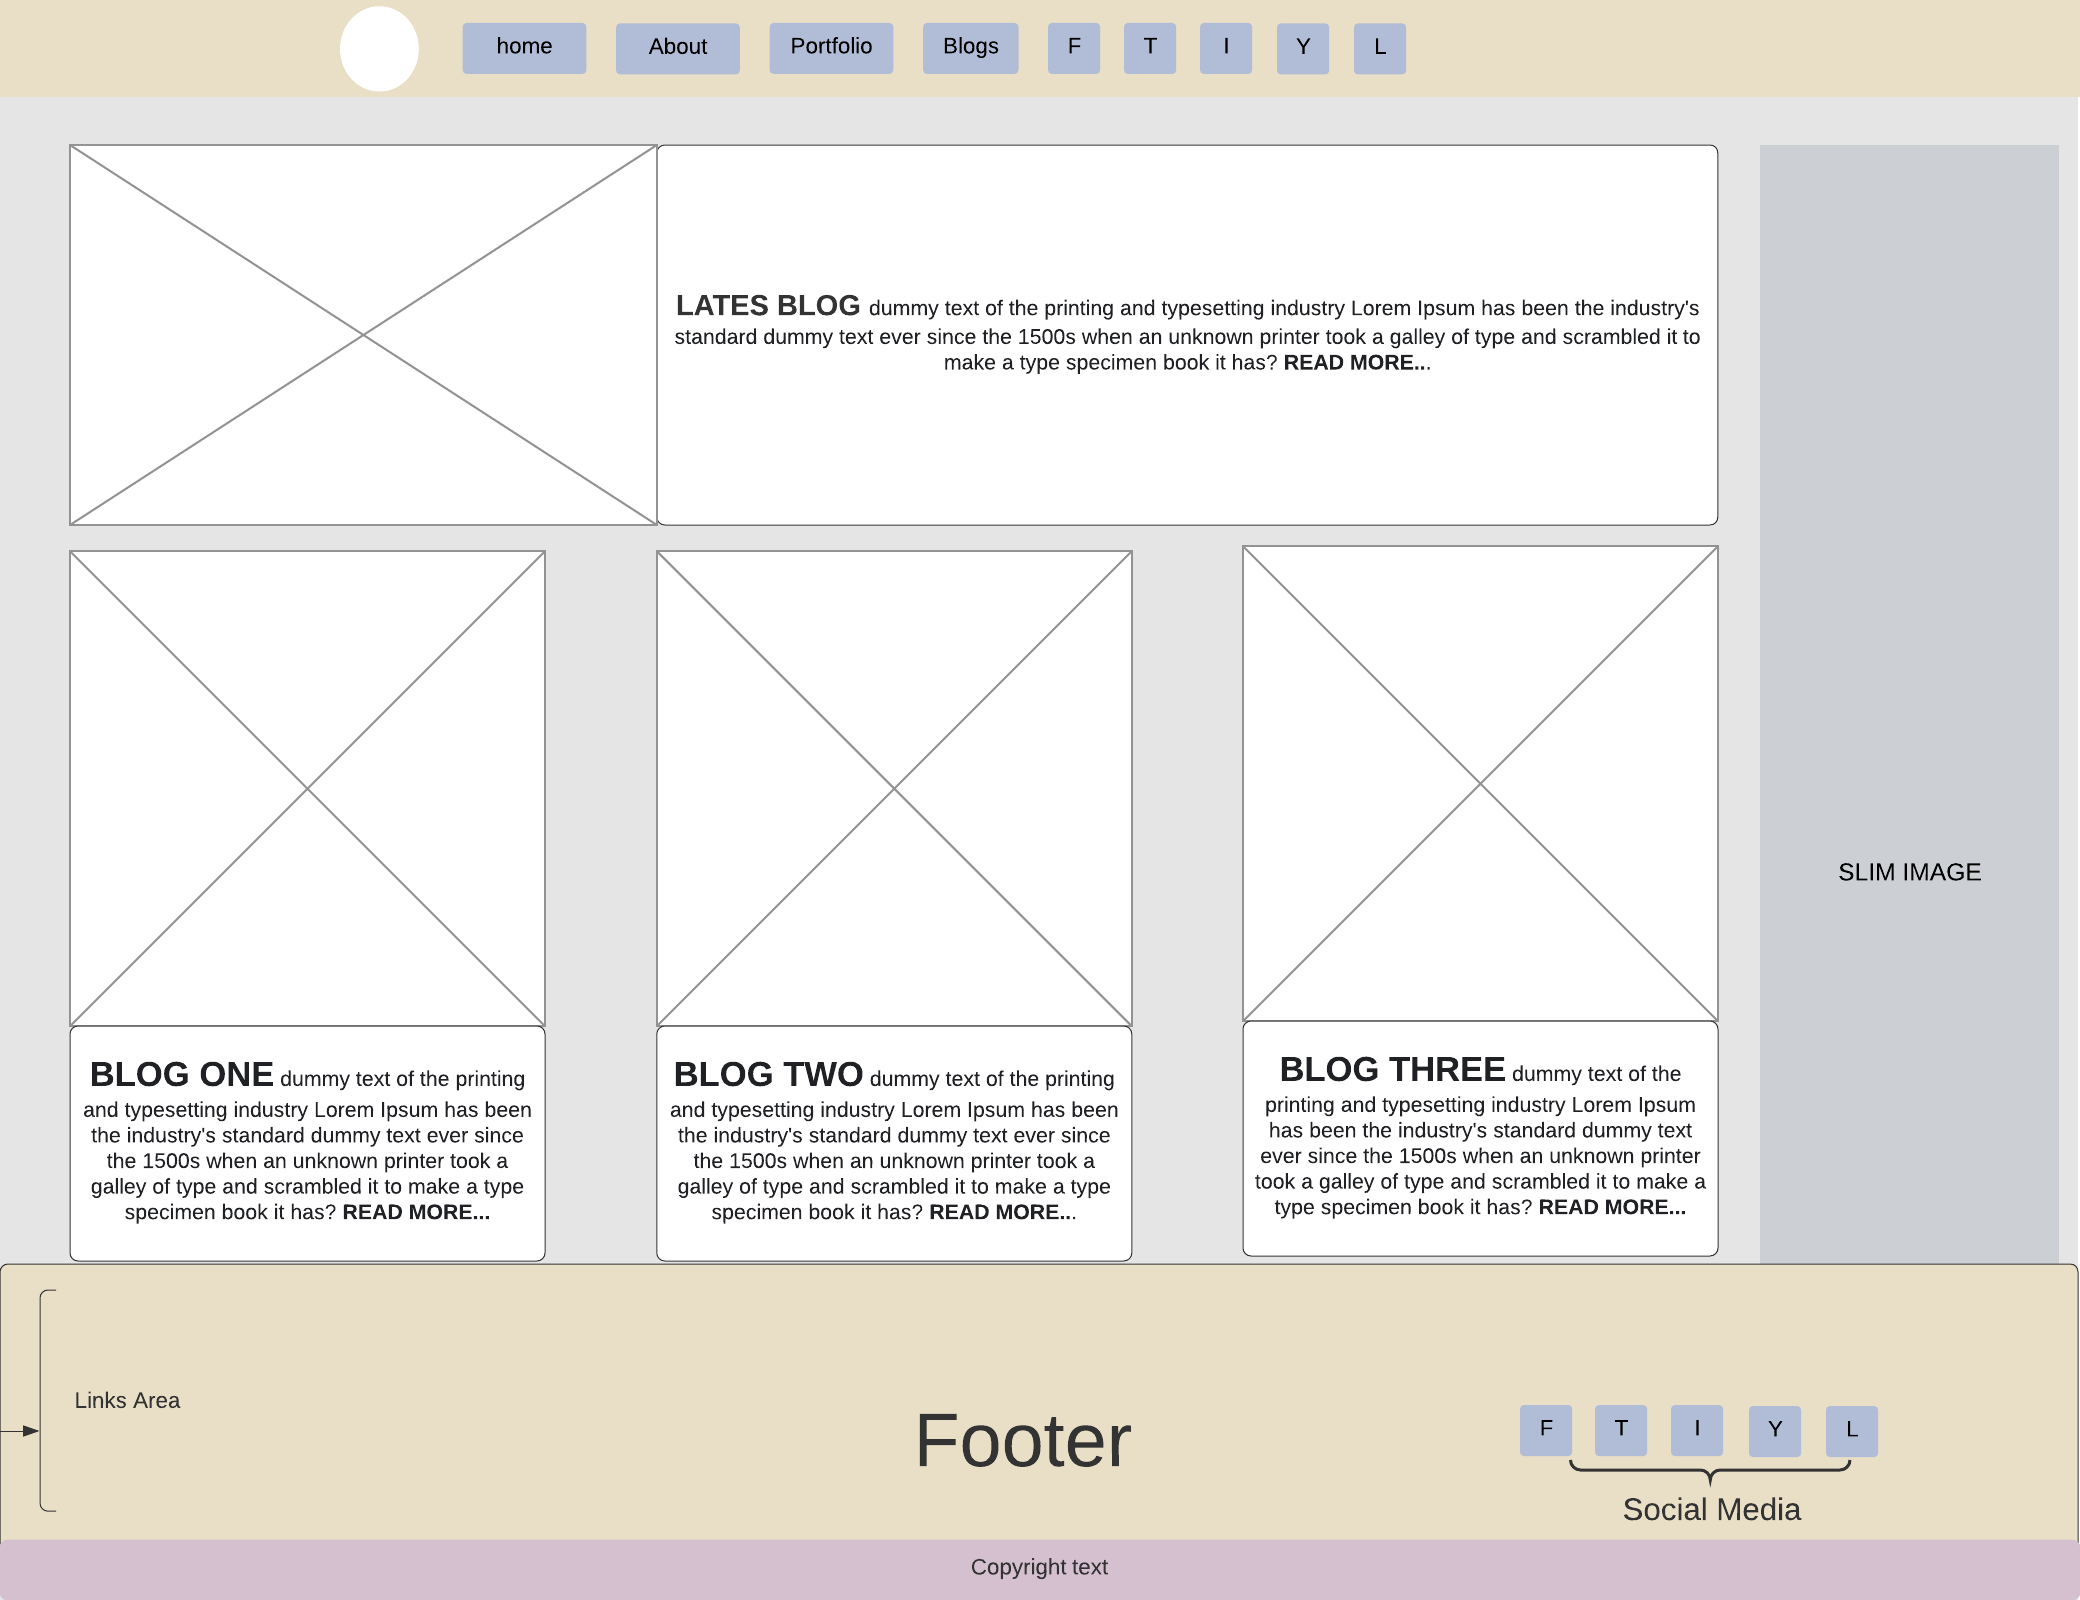 home About Portfolio Blogs F T I Y L
LATES BLOG dummy text of the printing and typesetting industry Lorem Ipsum has been the industry's
standard dummy text ever since the 1500s when an unknown printer took a galley of type and scrambled it to
make a type specimen book it has? READ MORE...
SLIM IMAGE
BLOG ONE dummy text of the printing
and typesetting industry Lorem Ipsum has been
the industry's standard dummy text ever since
the 1500s when an unknown printer took a
galley of type and scrambled it to make a type
specimen book it has? READ MORE...
BLOG TWO dummy text of the printing
and typesetting industry Lorem Ipsum has been
the industry's standard dummy text ever since
the 1500s when an unknown printer took a
galley of type and scrambled it to make a type
specimen book it has? READ MORE...
BLOG THREE dummy text of the
printing and typesetting industry Lorem Ipsum
has been the industry's standard dummy text
ever since the 1500s when an unknown printer
took a galley of type and scrambled it to make a
type specimen book it has? READ MORE...
Links Area
Footer
F T I Y L
Social Media
Copyright text